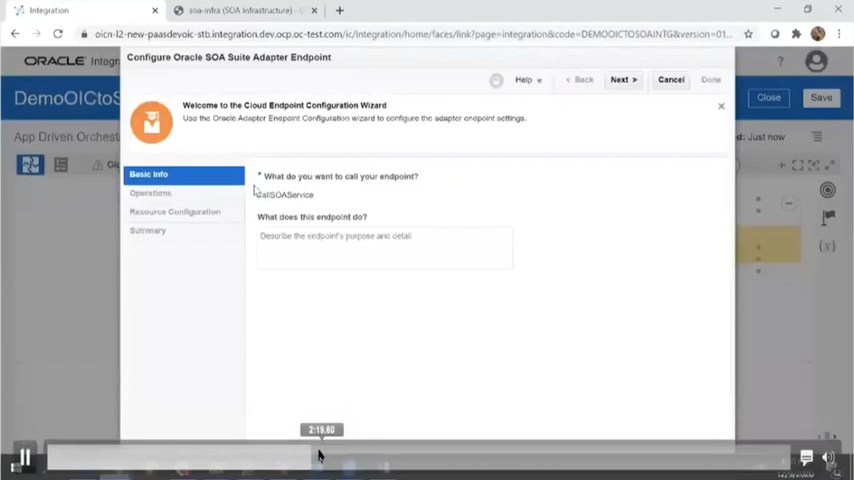 Integration
soa-infra (SOA Infrastructure) -
oicn-l2-new-paasdevoic-stb.integration.dev.ocp.oc-test.com/ic/integration/home/faces/link?page=integration&code=DEMOOICTOSOAINTG&version=01...
Configure Oracle SOA Suite Adapter Endpoint
ORACLE Integr
Help
< Back
Next >
Cancel
Done
DemoOICtoS
Welcome to the Cloud Endpoint Configuration Wizard
Use the Oracle Adapter Endpoint Configuration wizard to configure the adapter endpoint settings.
Close
Save
App Driven Orchest
d: Just now
Glo
Basic Info
* What do you want to call your endpoint?
Operations
callSOAService
Resource Configuration
What does this endpoint do?
Summary
Describe the endpoint's purpose and detail
(x)
2:19.60